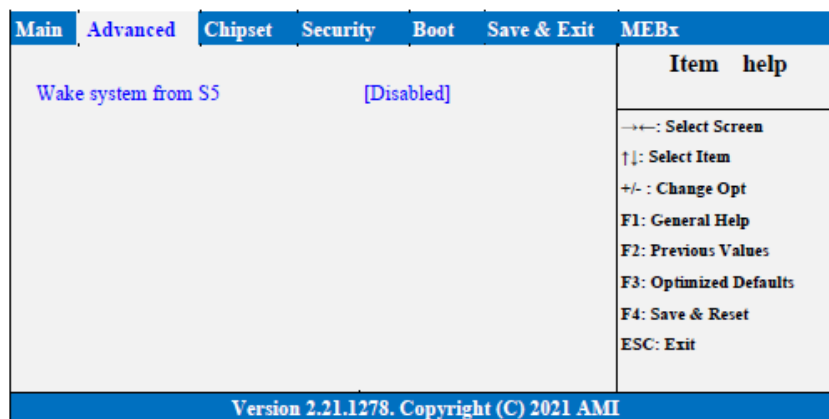 Main Advanced Chipset Security Boot Save & Exit MEBx
Item help
Wake system from S5 [Disabled]
→←: Select Screen
↑↓: Select Item
+/- : Change Opt
F1: General Help
F2: Previous Values
F3: Optimized Defaults
F4: Save & Reset
ESC: Exit
Version 2.21.1278. Copyright (C) 2021 AMI